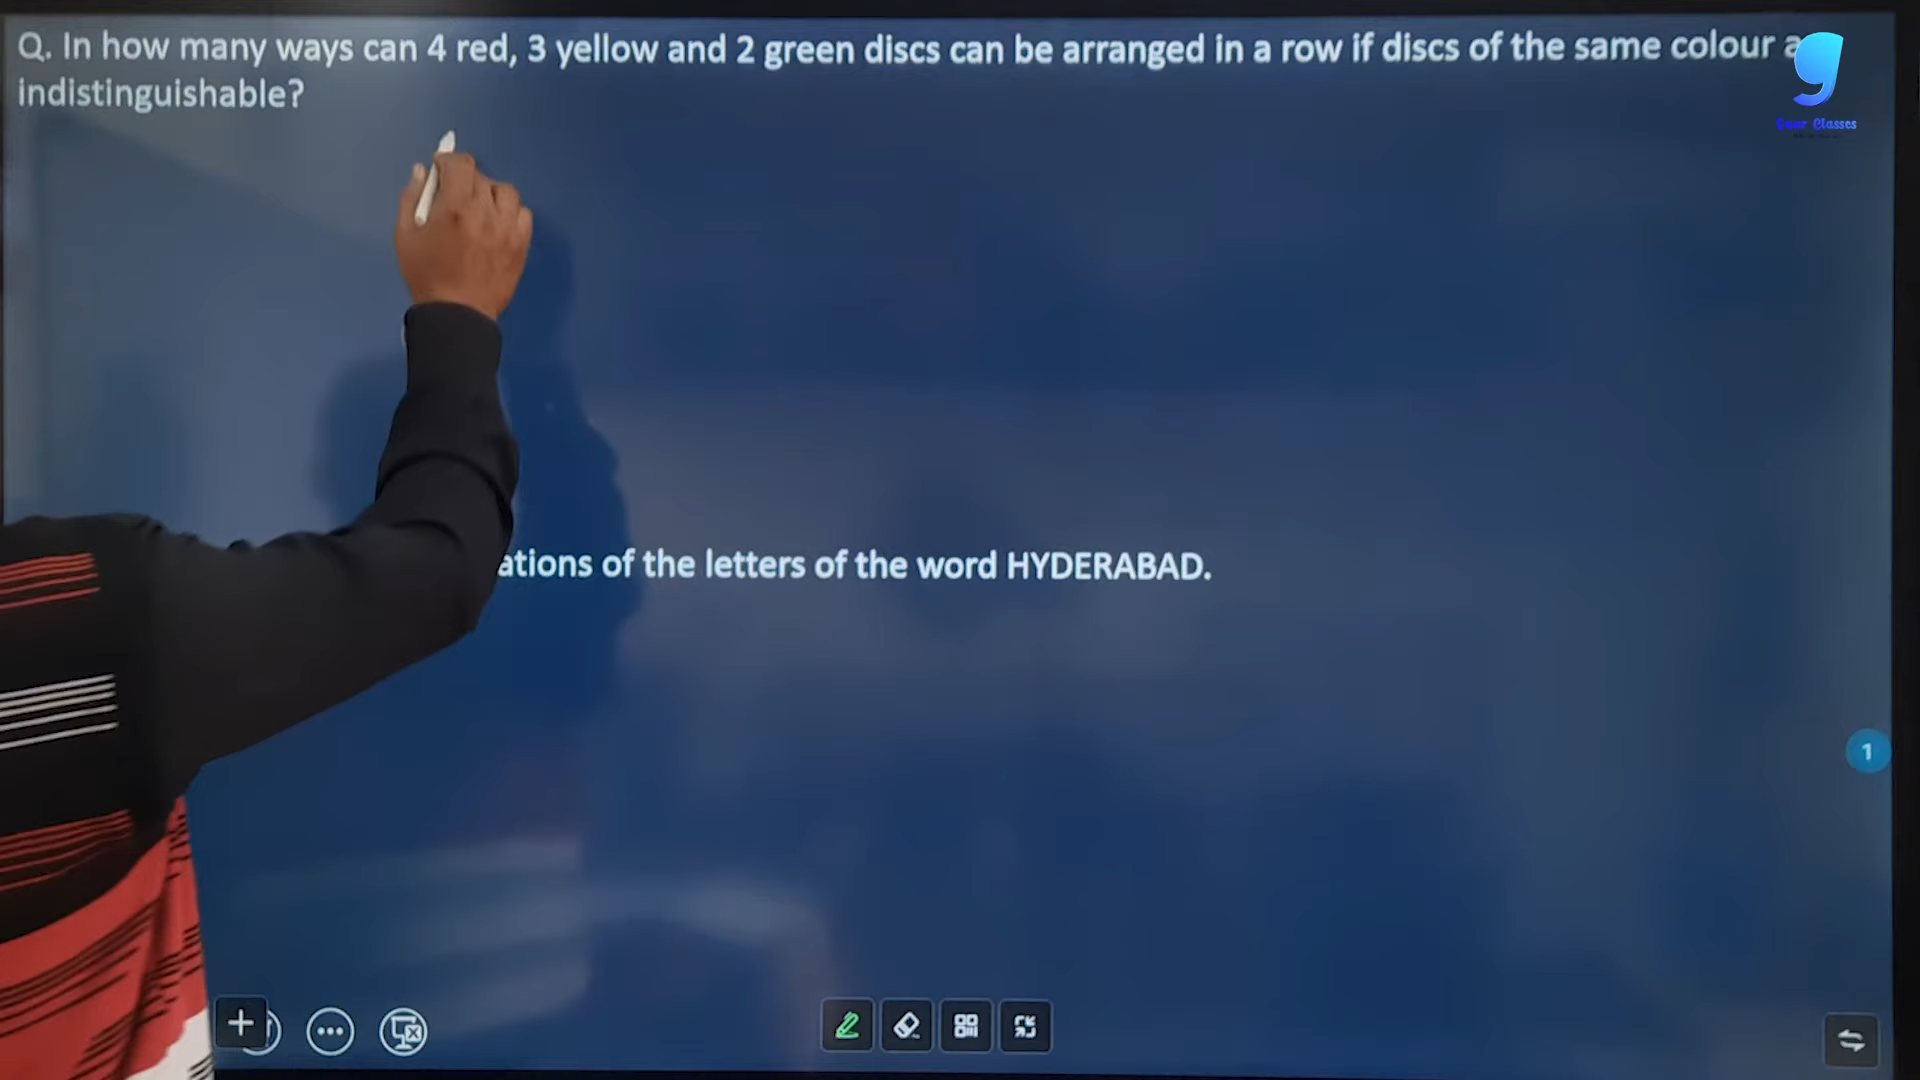 Q. In how many ways can 4 red, 3 yellow and 2 green discs can be arranged in a row if discs of the same colour
indistinguishable?
Classes
ations of the letters of the word HYDERABAD.
1